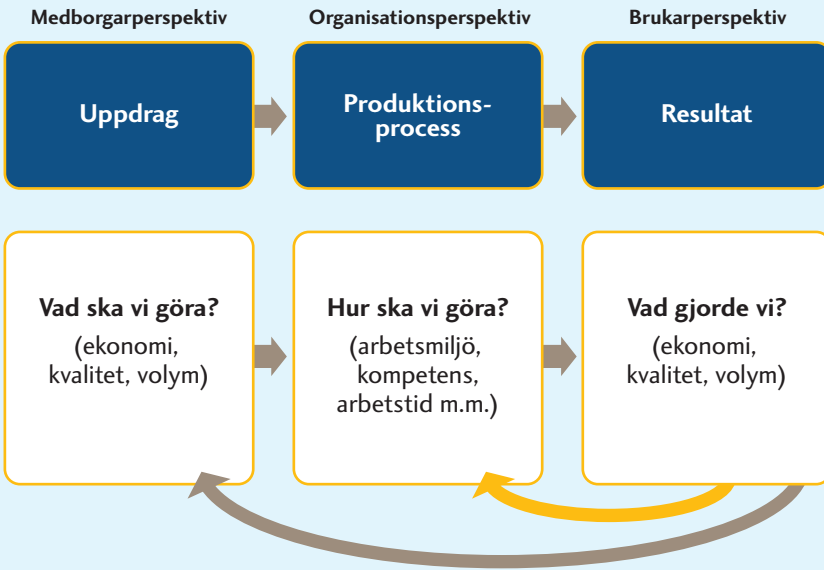 Medborgarperspektiv
Organisationsperspektiv
Brukarperspektiv
Uppdrag
Produktions-
process
Resultat
Vad ska vi göra?
(ekonomi,
kvalitet, volym)
Hur ska vi göra?
(arbetsmiljö,
kompetens,
arbetstid m.m.)
Vad gjorde vi?
(ekonomi,
kvalitet, volym)